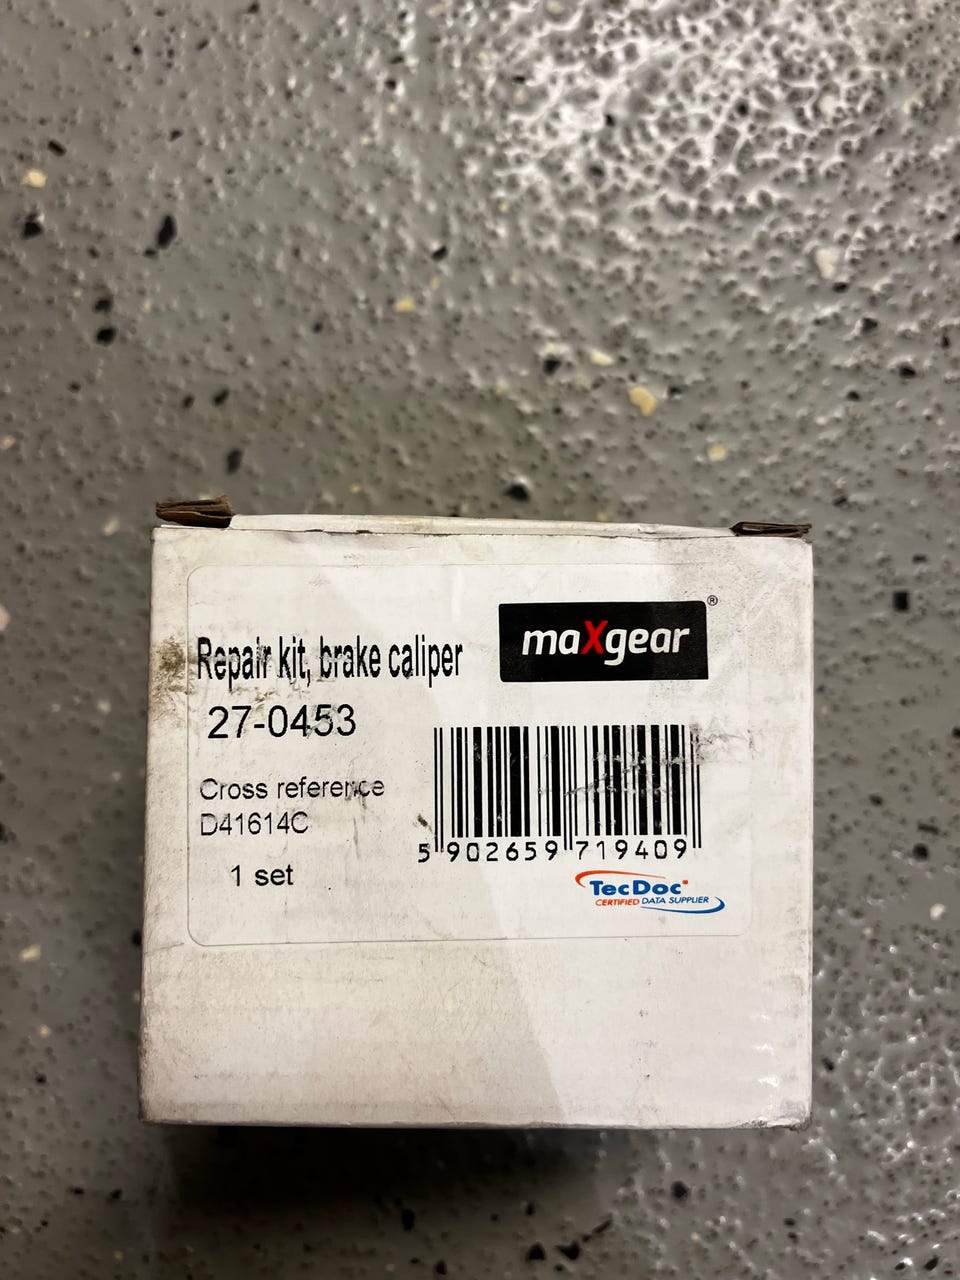 maXgear®
Repair kit, brake caliper
27-0453
Cross reference
D41614C
1 set
5 902659 719409
TecDoc
CERTIFIED DATA SUPPLIER